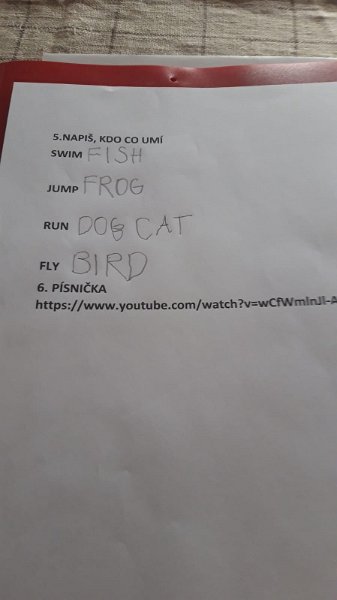 5.NAPIŠ, KDO CO UMÍ
SWIM FISH
JUMP FROG
RUN DOG CAT
FLY BIRD
6. PÍSNIČKA
https://www.youtube.com/watch?v=wCfWmlnJl-A